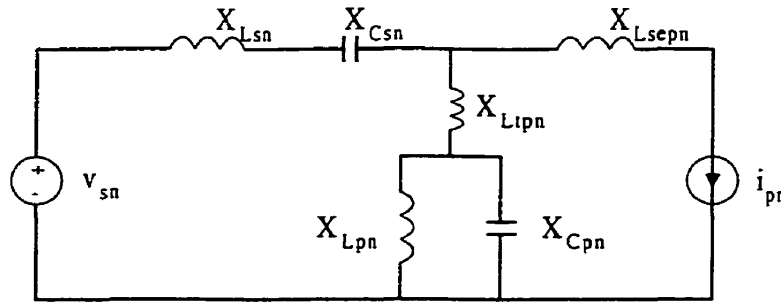 X_Lsn
X_Csn
X_Lsepn
X_Ltpn
+
-
v_sn
i_pn
X_Lpn
X_Cpn